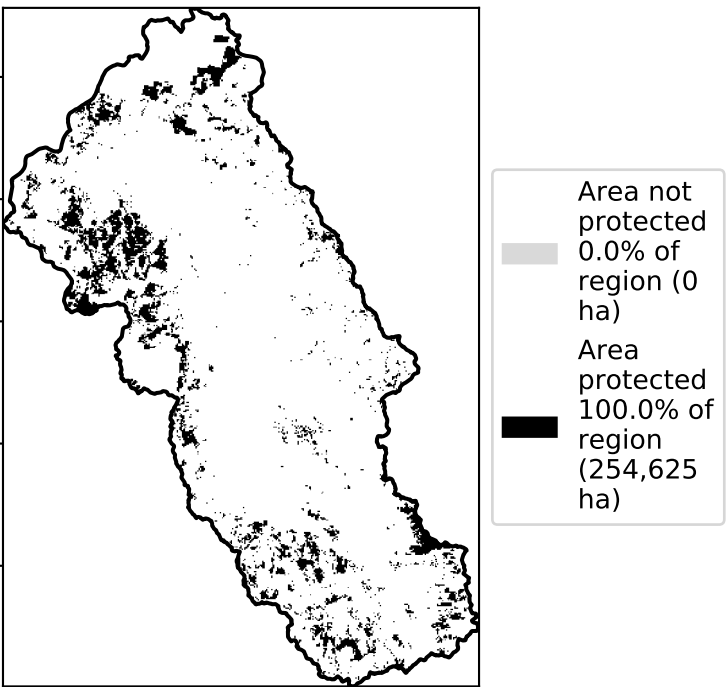 Area not
protected
0.0% of
region (0
ha)
Area
protected
100.0% of
region
(254,625
ha)